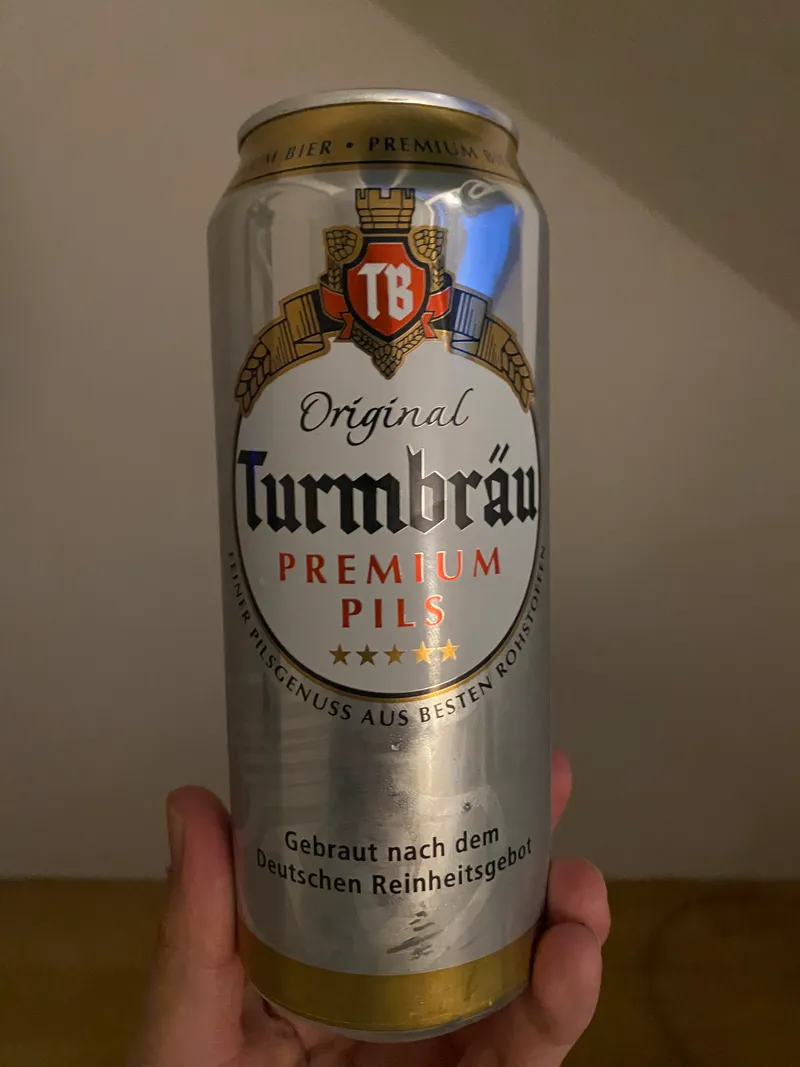 BIER • PREMIUM
TB
Original
Turmbräu
PREMIUM
PILS
FEINER PILSGENUSS AUS BESTEN ROHSTOFFEN
Gebraut nach dem
Deutschen Reinheitsgebot